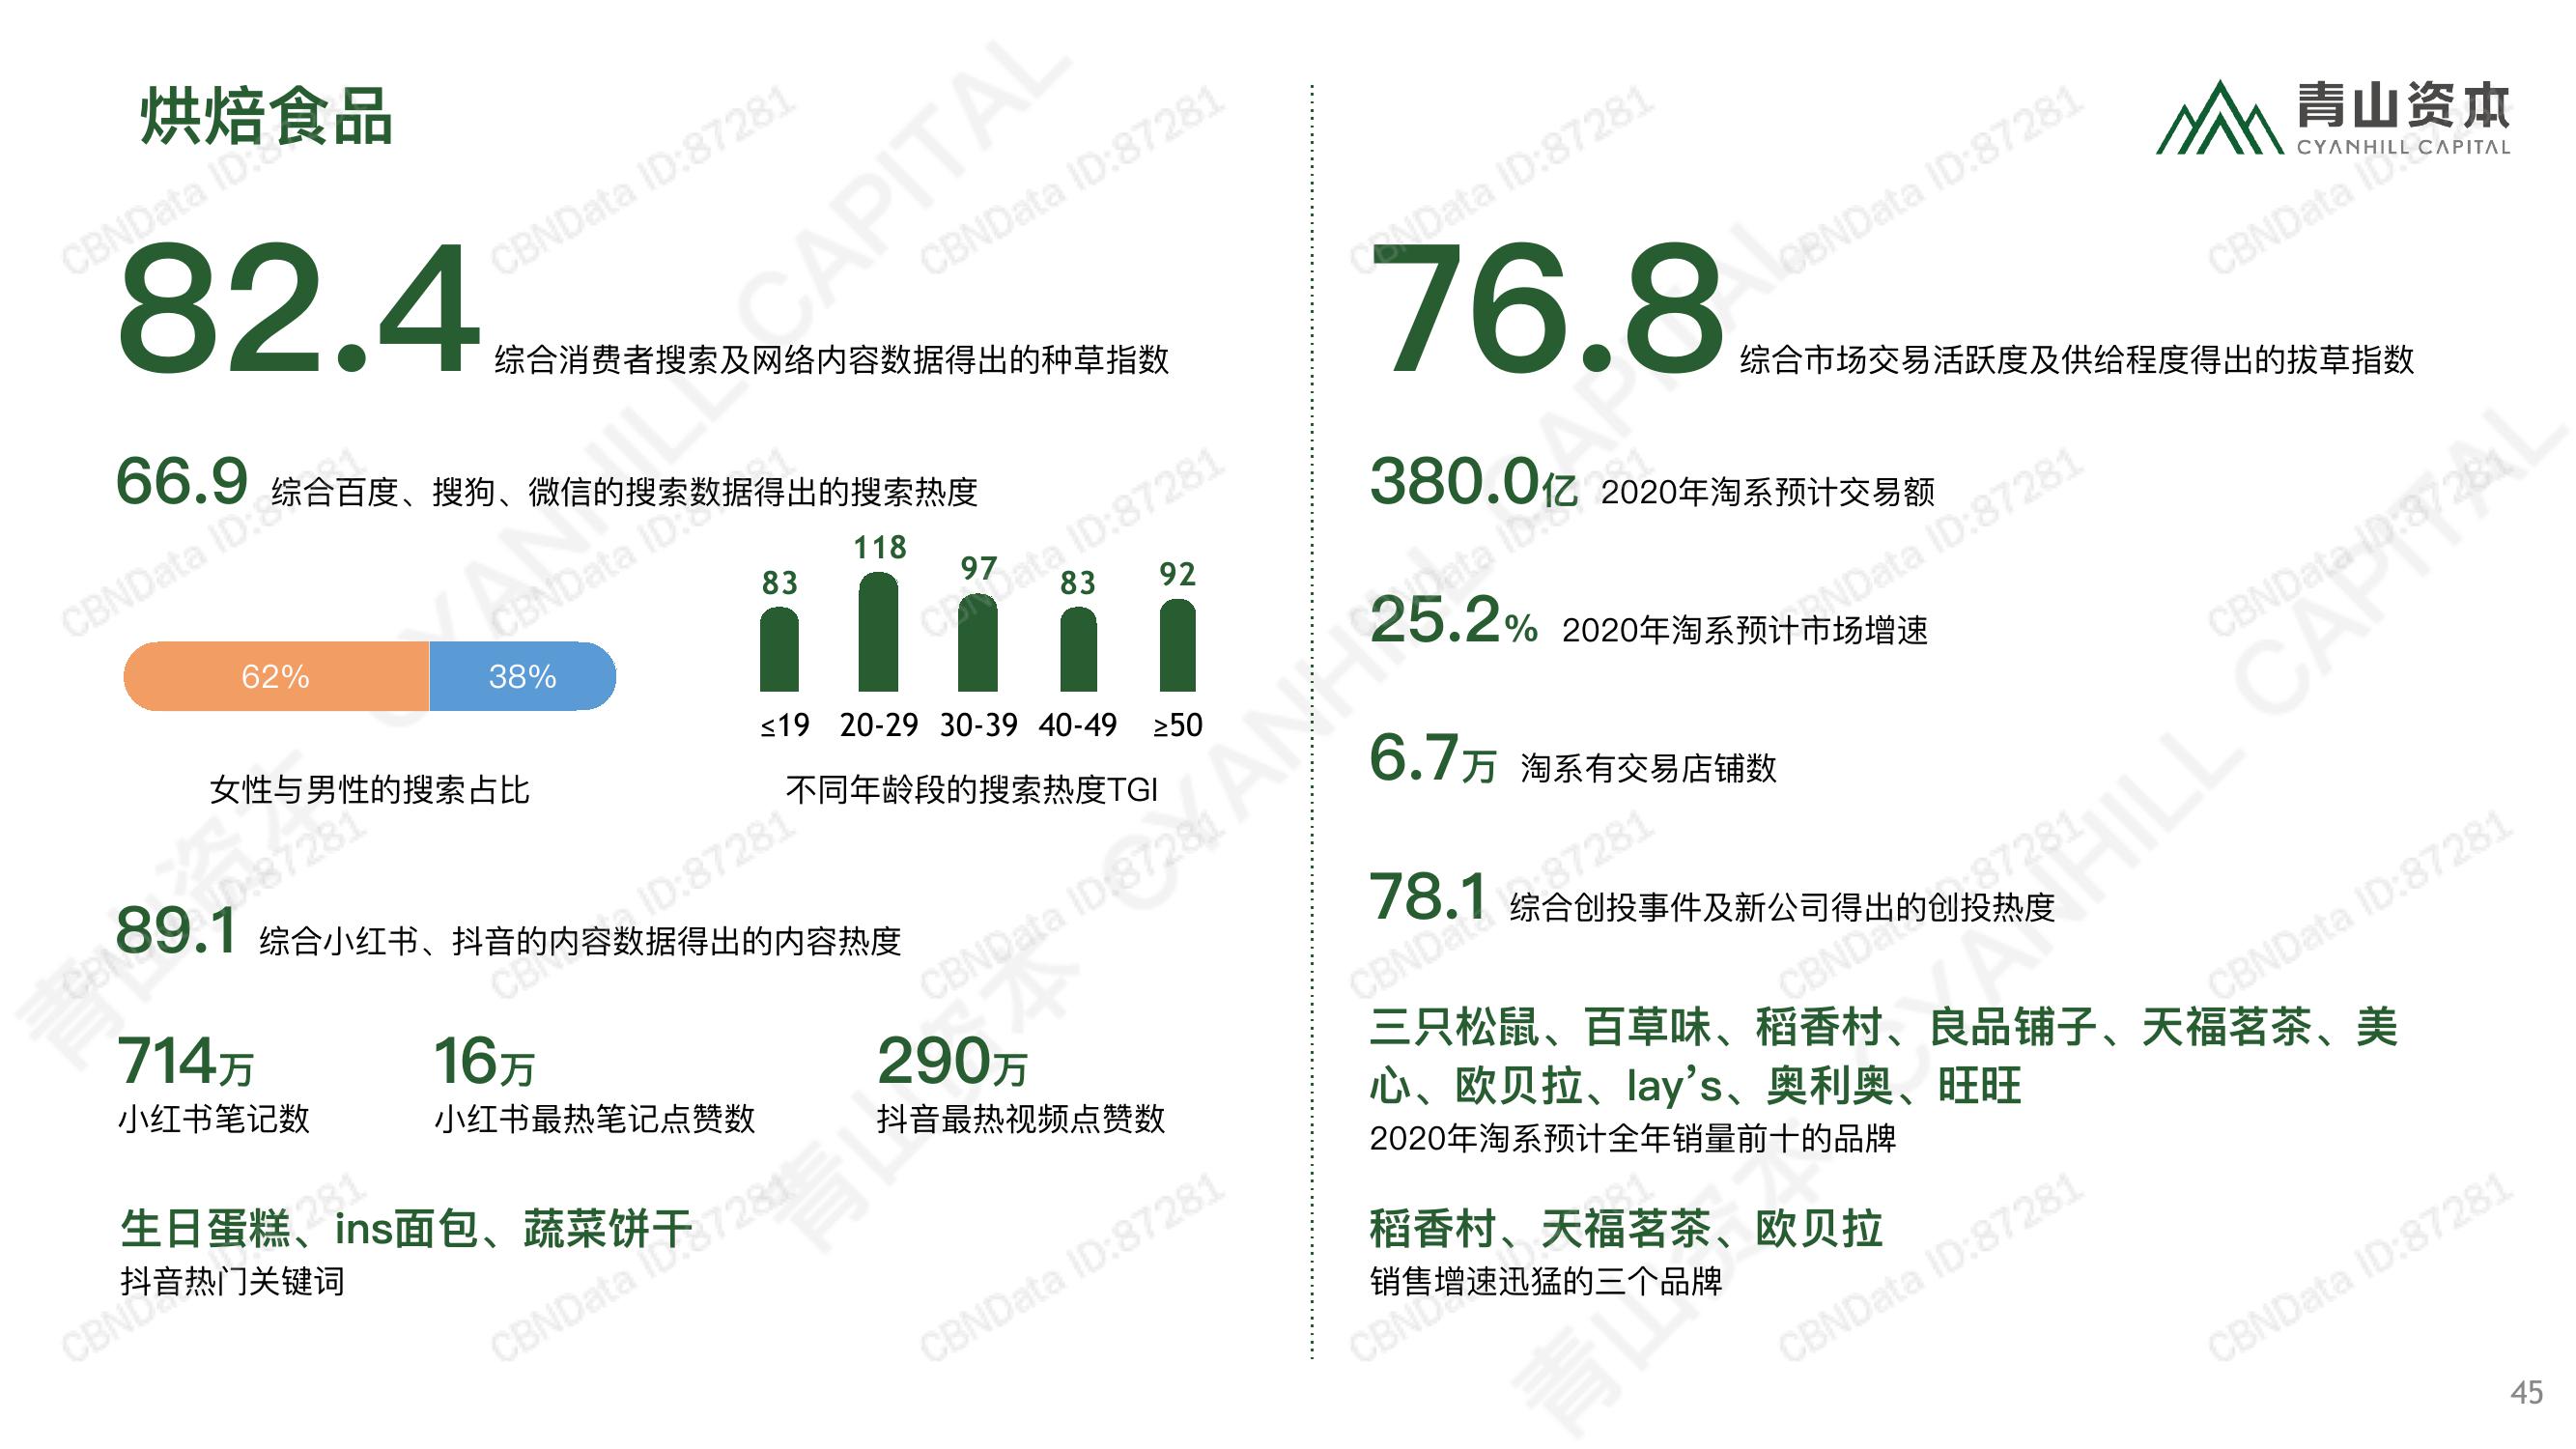 烘焙食品
青山资本
CYANHILL CAPITAL
82.4 综合消费者搜索及网络内容数据得出的种草指数
66.9 综合百度、搜狗、微信的搜索数据得出的搜索热度
62% 38%
女性与男性的搜索占比
83 118 97 83 92
≤19 20-29 30-39 40-49 ≥50
不同年龄段的搜索热度TGI
89.1 综合小红书、抖音的内容数据得出的内容热度
714万 16万 290万
小红书笔记数 小红书最热笔记点赞数 抖音最热视频点赞数
生日蛋糕、ins面包、蔬菜饼干
抖音热门关键词
76.8 综合市场交易活跃度及供给程度得出的拔草指数
380.0亿 2020年淘系预计交易额
25.2% 2020年淘系预计市场增速
6.7万 淘系有交易店铺数
78.1 综合创投事件及新公司得出的创投热度
三只松鼠、百草味、稻香村、良品铺子、天福茗茶、美
心、欧贝拉、lay’s、奥利奥、旺旺
2020年淘系预计全年销量前十的品牌
稻香村、天福茗茶、欧贝拉
销售增速迅猛的三个品牌
45
青山资本 CYANHILL CAPITAL
CBNData ID:87281